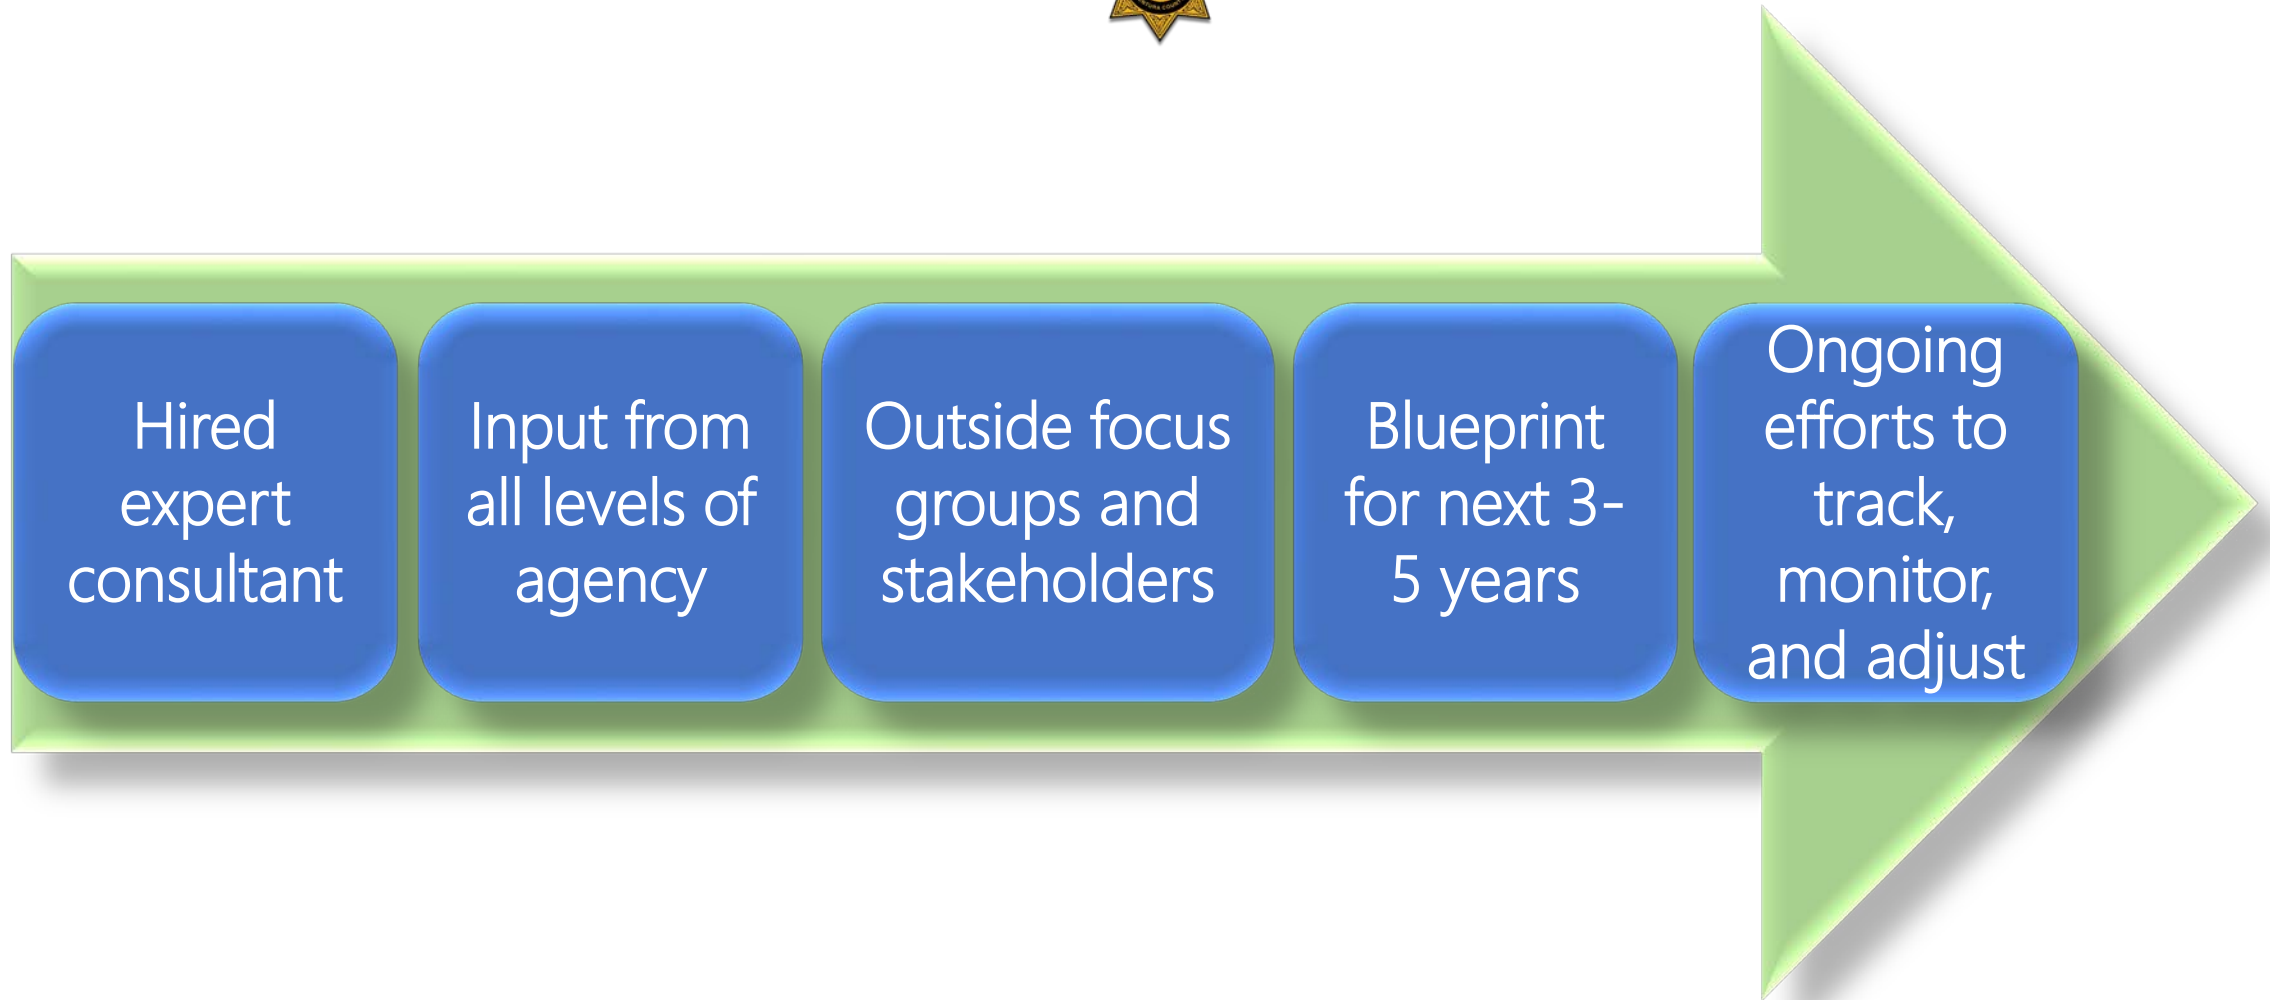 Hired
expert
consultant
Input from
all levels of
agency
Outside focus
groups and
stakeholders
Blueprint
for next 3-
5 years
Ongoing
efforts to
track,
monitor,
and adjust